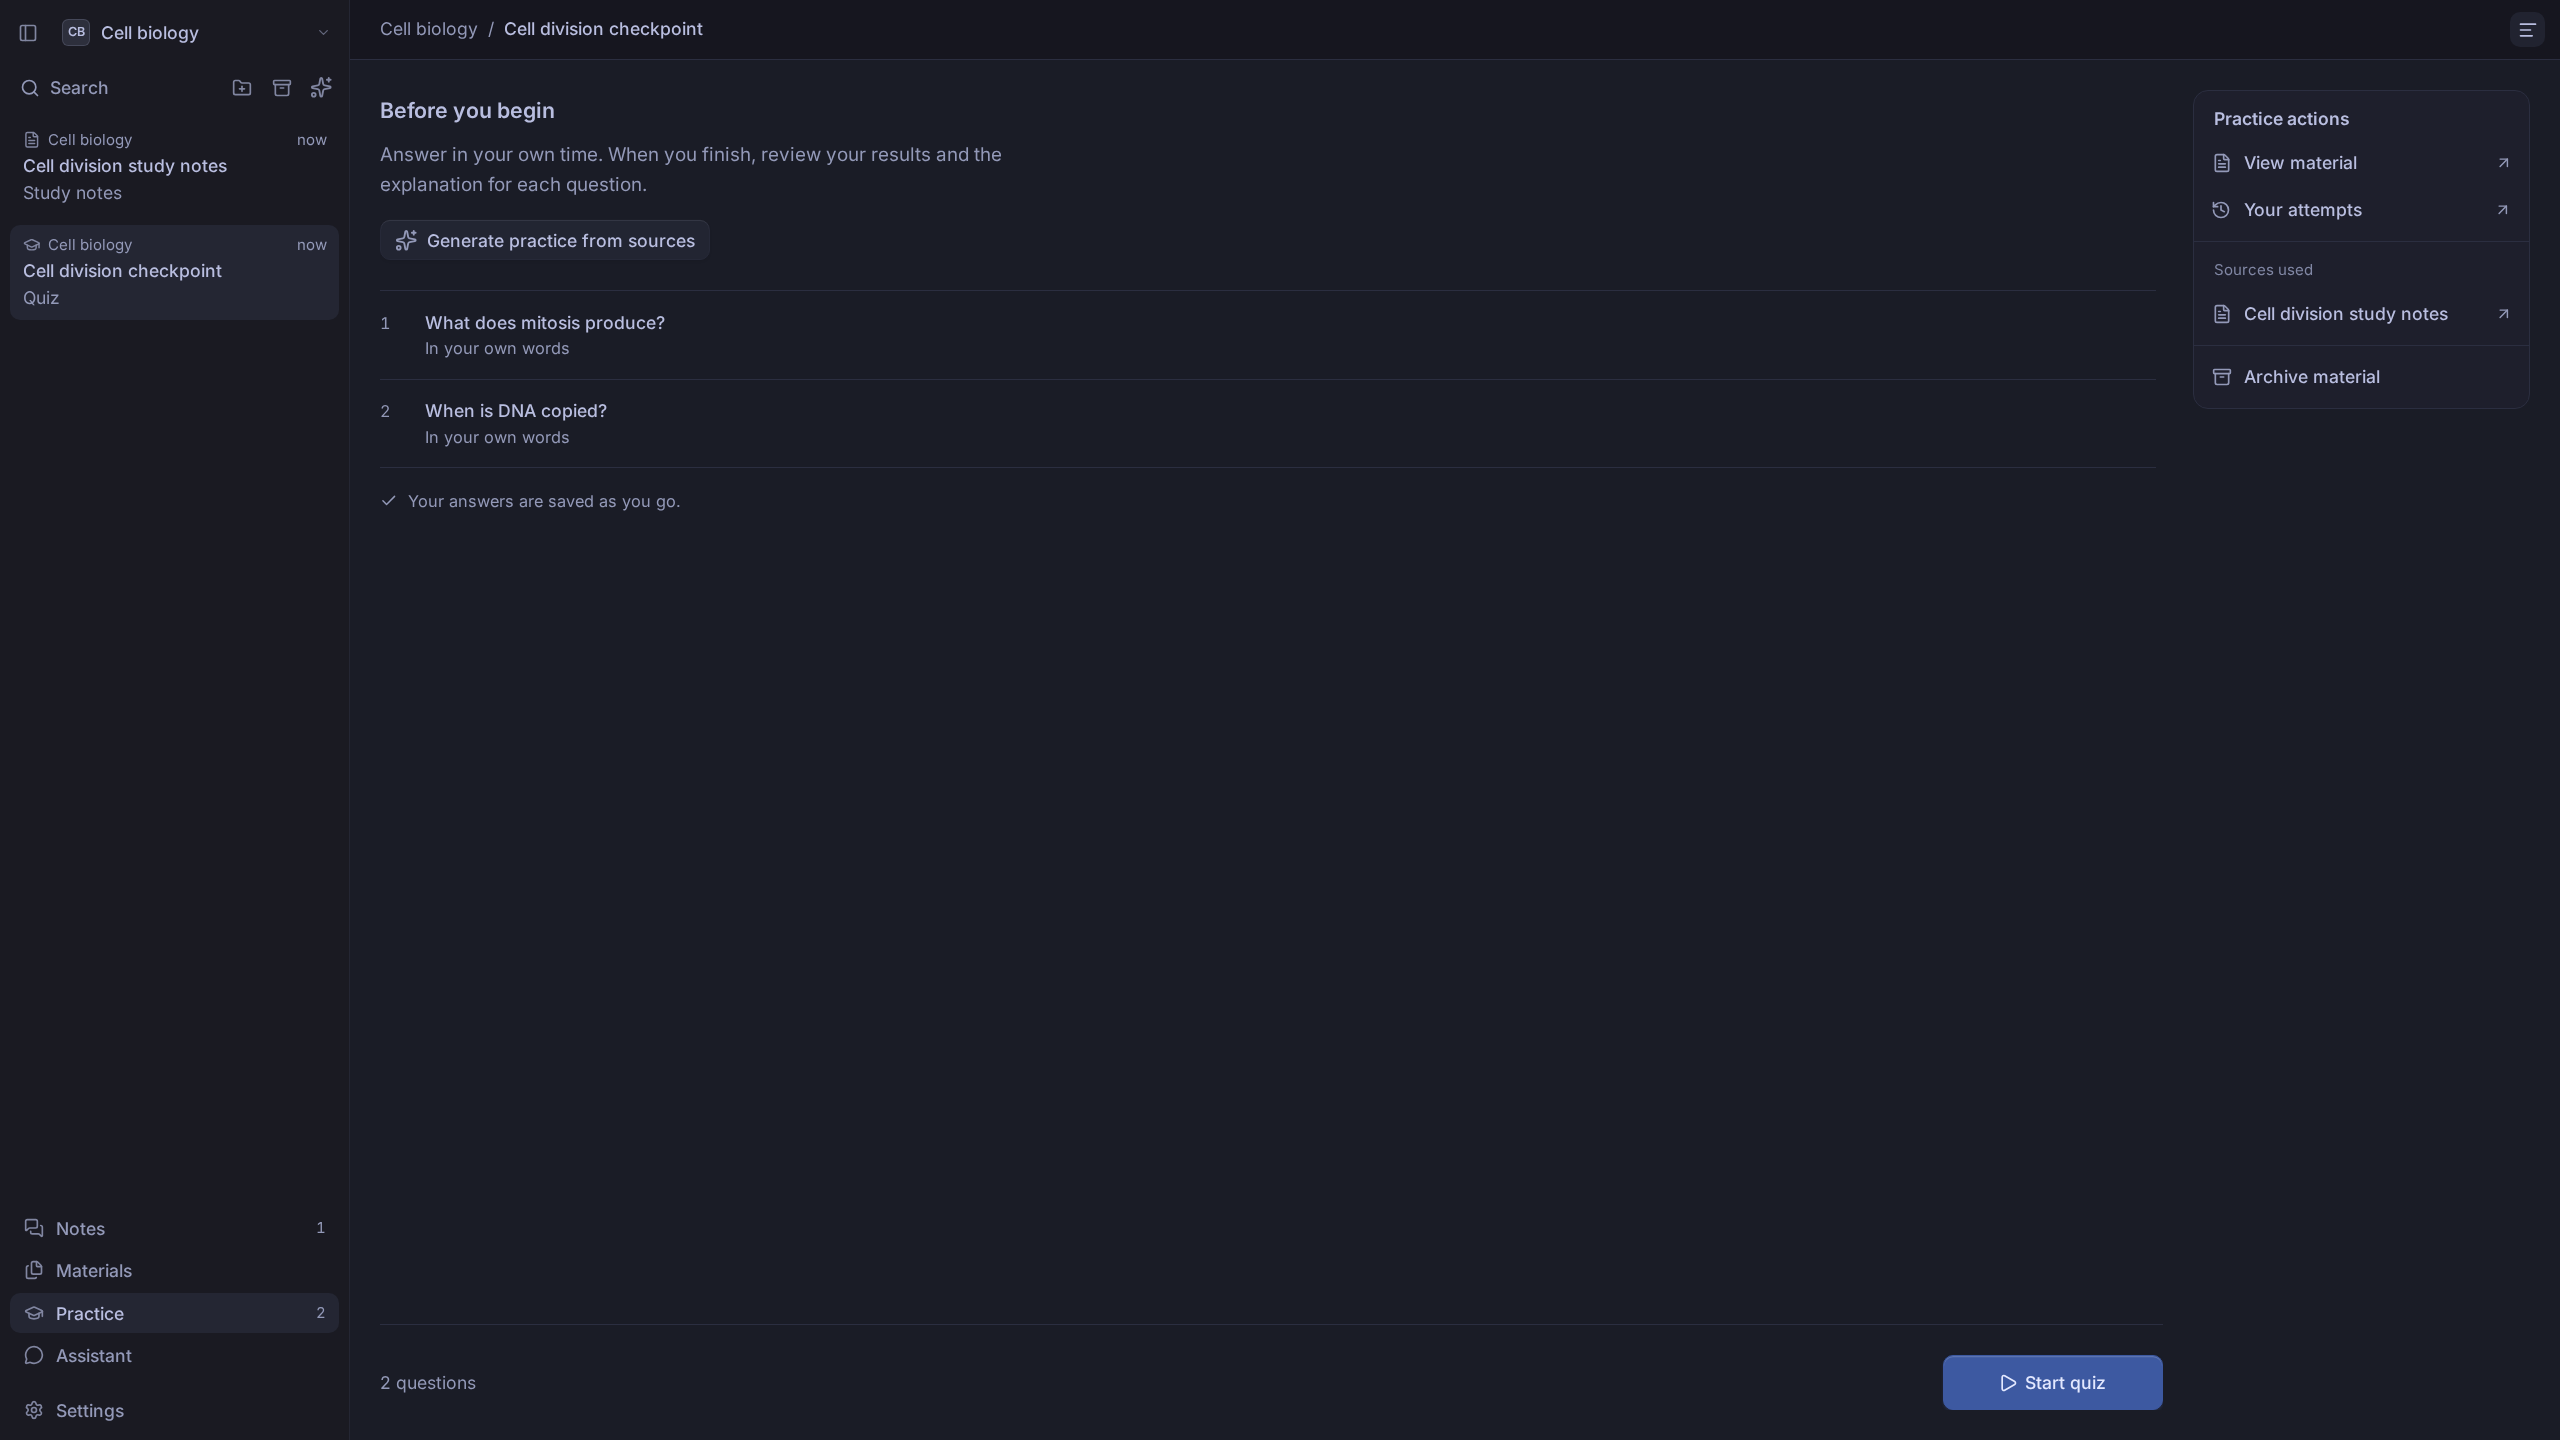 CB Cell biology
Search
Cell biology now
Cell division study notes
Study notes
Cell biology now
Cell division checkpoint
Quiz
Notes 1
Materials
Practice 2
Assistant
Settings
Cell biology / Cell division checkpoint
Before you begin
Answer in your own time. When you finish, review your results and the
explanation for each question.
Generate practice from sources
1 What does mitosis produce?
In your own words
2 When is DNA copied?
In your own words
Your answers are saved as you go.
2 questions
Start quiz
Practice actions
View material
Your attempts
Sources used
Cell division study notes
Archive material